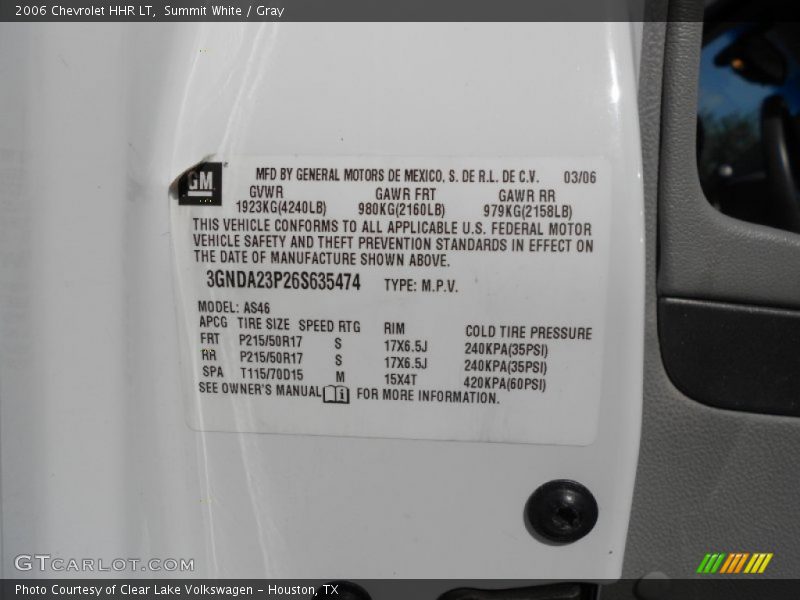 2006 Chevrolet HHR LT,  Summit White / Gray
GM
MFD BY GENERAL MOTORS DE MEXICO, S. DE R.L. DE C.V. 03/06
GVWR GAWR FRT GAWR RR
1923KG(4240LB) 980KG(2160LB) 979KG(2158LB)
THIS VEHICLE CONFORMS TO ALL APPLICABLE U.S. FEDERAL MOTOR
VEHICLE SAFETY AND THEFT PREVENTION STANDARDS IN EFFECT ON
THE DATE OF MANUFACTURE SHOWN ABOVE.
3GNDA23P26S635474 TYPE: M.P.V.
MODEL: AS46
APCG TIRE SIZE SPEED RTG RIM COLD TIRE PRESSURE
FRT P215/50R17 S 17X6.5J 240KPA(35PSI)
RR P215/50R17 S 17X6.5J 240KPA(35PSI)
SPA T115/70D15 M 15X4T 420KPA(60PSI)
SEE OWNER'S MANUAL i FOR MORE INFORMATION.
GTCARLOT.COM
Photo Courtesy of Clear Lake Volkswagen - Houston, TX